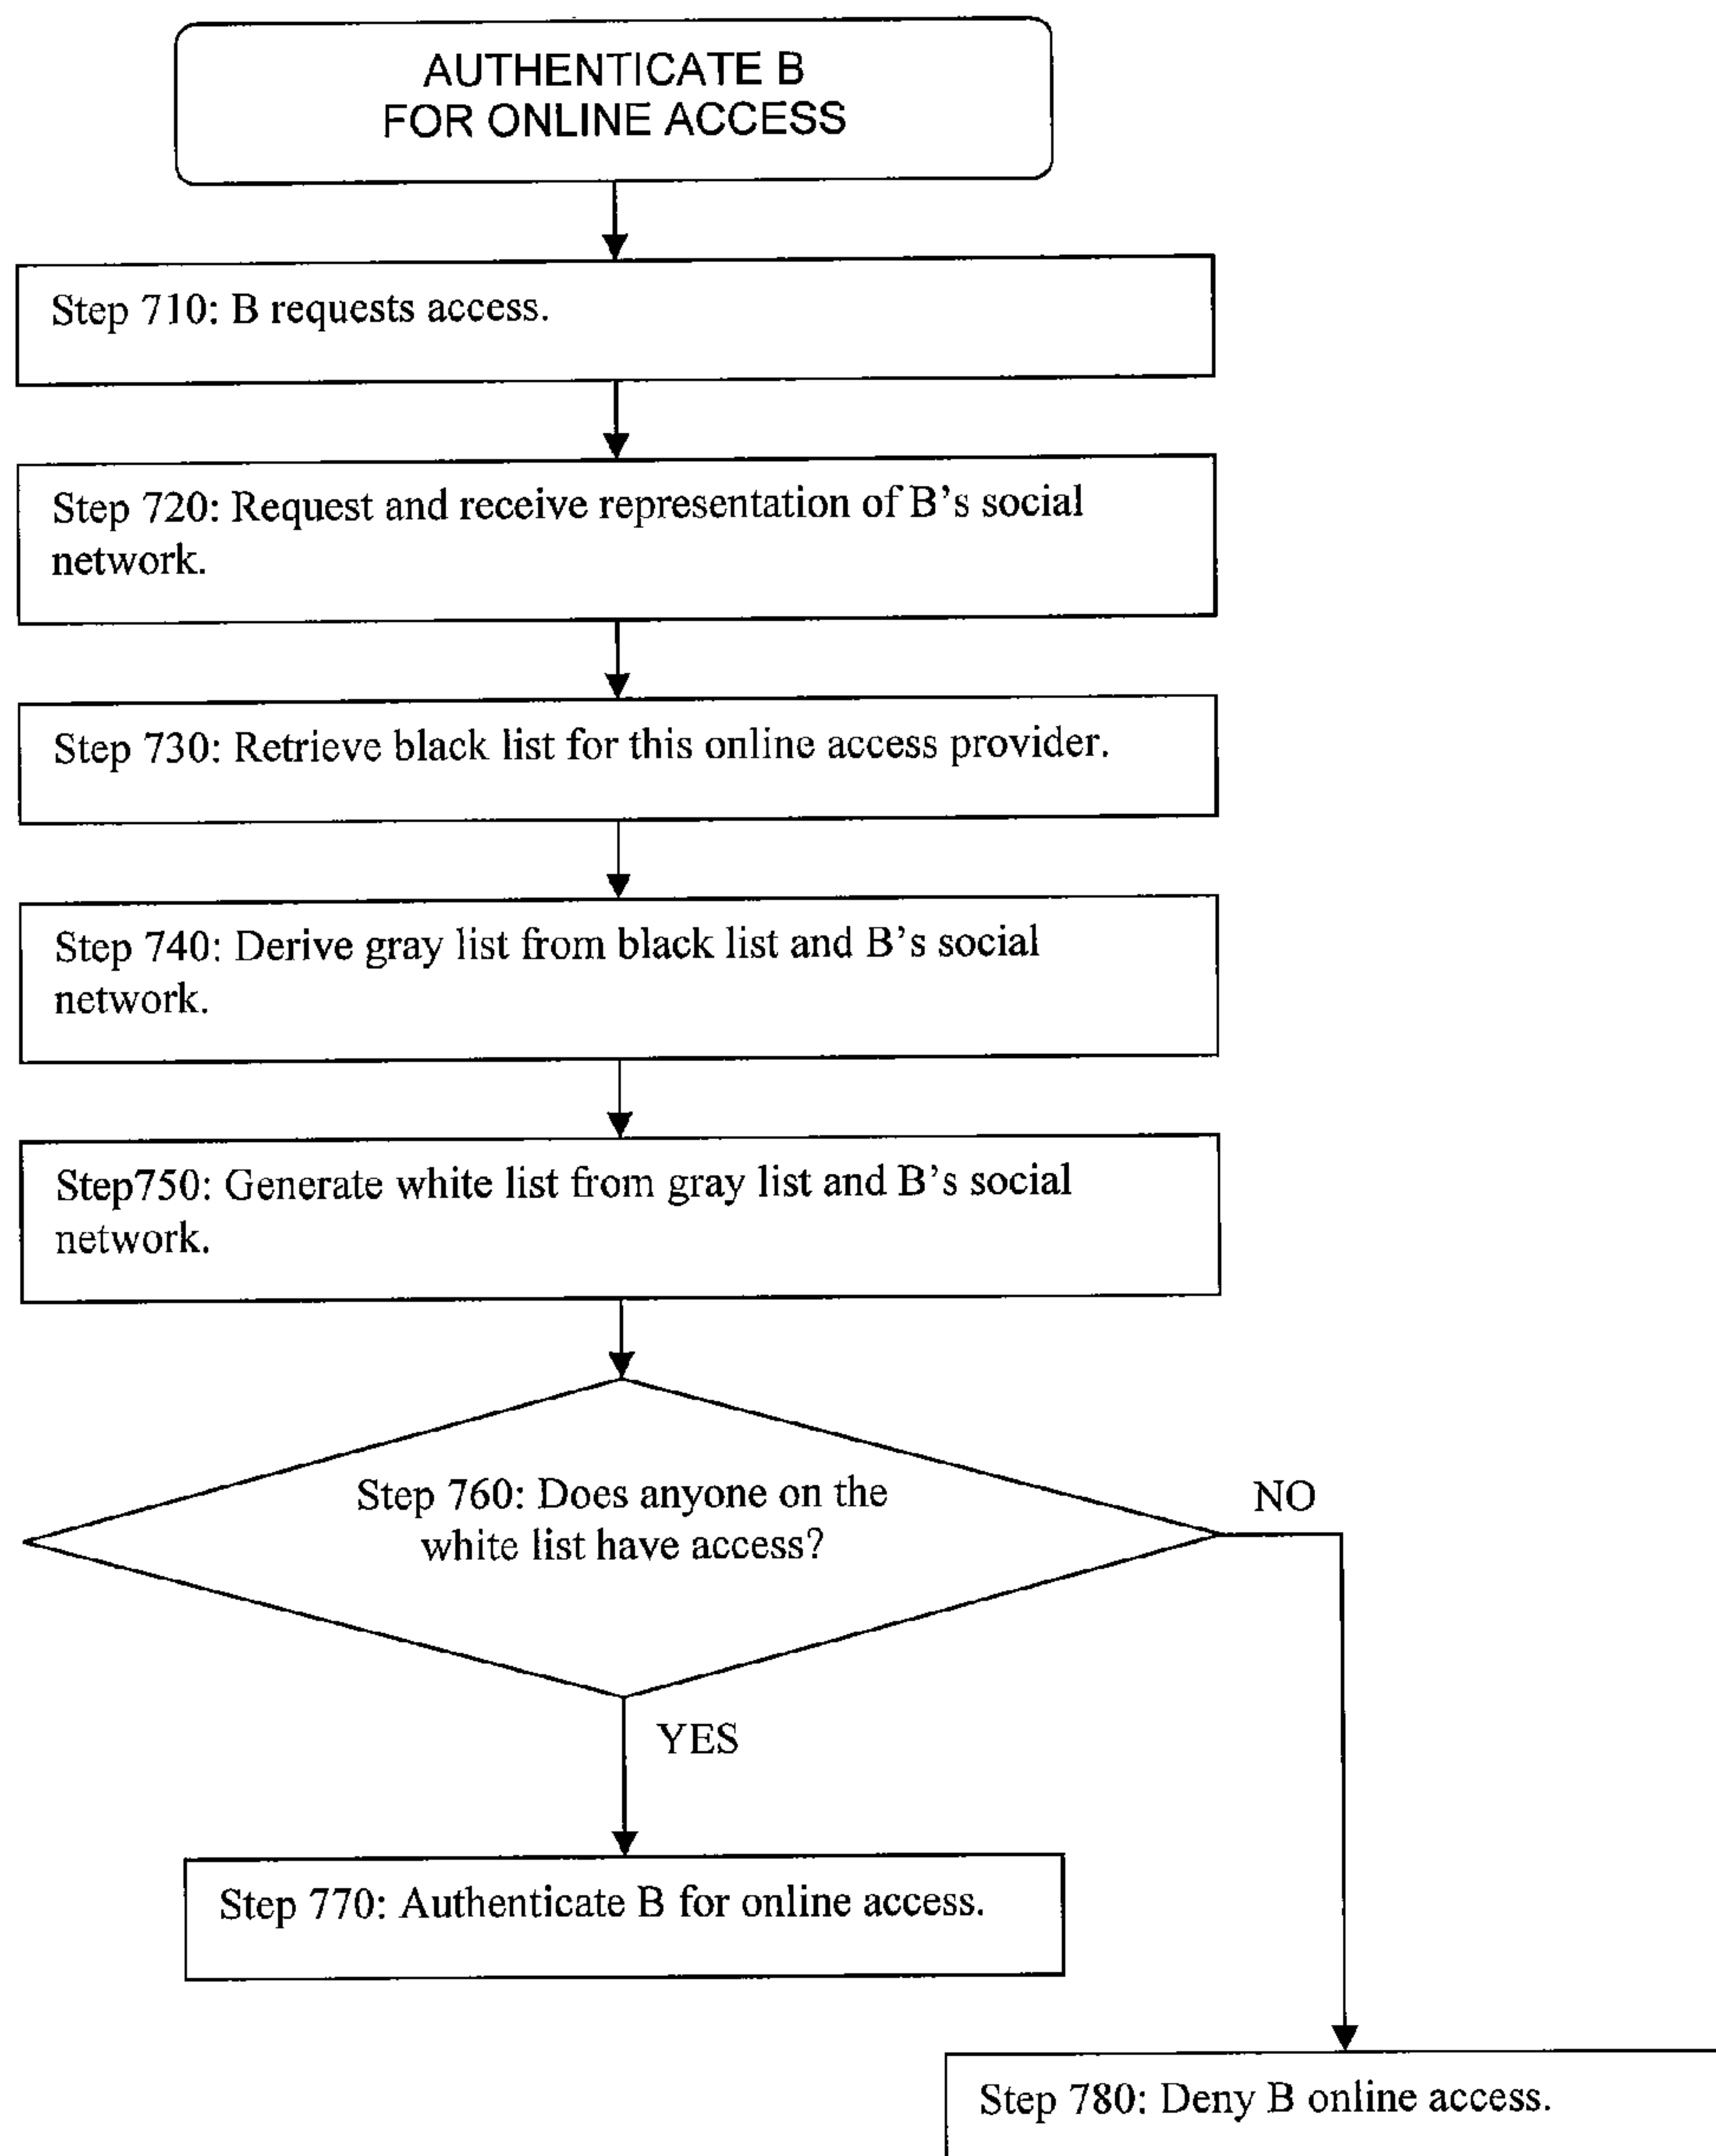 AUTHENTICATE B
FOR ONLINE ACCESS
Step 710: B requests access.
Step 720: Request and receive representation of B's social
network.
Step 730: Retrieve black list for this online access provider.
Step 740: Derive gray list from black list and B's social
network.
Step750: Generate white list from gray list and B's social
network.
Step 760: Does anyone on the
white list have access?
NO
YES
Step 770: Authenticate B for online access.
Step 780: Deny B online access.